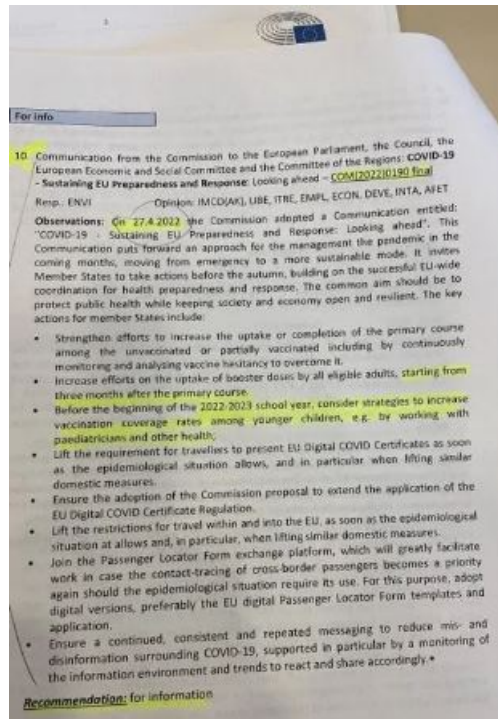 For info
10. Communication from the Commission to the European Parliament, the Council, the
European Economic and Social Committee and the Committee of the Regions: COVID-19
- Sustaining EU Preparedness and Response: Looking ahead – COM(2022)0190 final
Resp.: ENVI Opinion: IMCO(AK), LIBE, ITRE, EMPL, ECON, DEVE, INTA, AFET
Observations: On 27.4.2022 the Commission adopted a Communication entitled:
"COVID-19 - Sustaining EU Preparedness and Response: Looking ahead". This
Communication puts forward an approach for the management the pandemic in the
coming months, moving from emergency to a more sustainable mode. It invites
Member States to take actions before the autumn, building on the successful EU-wide
coordination for health preparedness and response. The common aim should be to
protect public health while keeping society and economy open and resilient. The key
actions for member States include:
• Strengthen efforts to increase the uptake or completion of the primary course
among the unvaccinated or partially vaccinated including by continuously
monitoring and analysing vaccine hesitancy to overcome it.
• Increase efforts on the uptake of booster doses by all eligible adults, starting from
three months after the primary course.
• Before the beginning of the 2022-2023 school year, consider strategies to increase
vaccination coverage rates among younger children, e.g. by working with
paediatricians and other health;
• Lift the requirement for travellers to present EU Digital COVID Certificates as soon
as the epidemiological situation allows, and in particular when lifting similar
domestic measures.
• Ensure the adoption of the Commission proposal to extend the application of the
EU Digital COVID Certificate Regulation.
• Lift the restrictions for travel within and into the EU, as soon as the epidemiological
situation at allows and, in particular, when lifting similar domestic measures.
• Join the Passenger Locator Form exchange platform, which will greatly facilitate
work in case the contact-tracing of cross-border passengers becomes a priority
again should the epidemiological situation require its use. For this purpose, adopt
digital versions, preferably the EU digital Passenger Locator Form templates and
application.
• Ensure a continued, consistent and repeated messaging to reduce mis- and
disinformation surrounding COVID-19, supported in particular by a monitoring of
the information environment and trends to react and share accordingly.*
Recommendation: for information